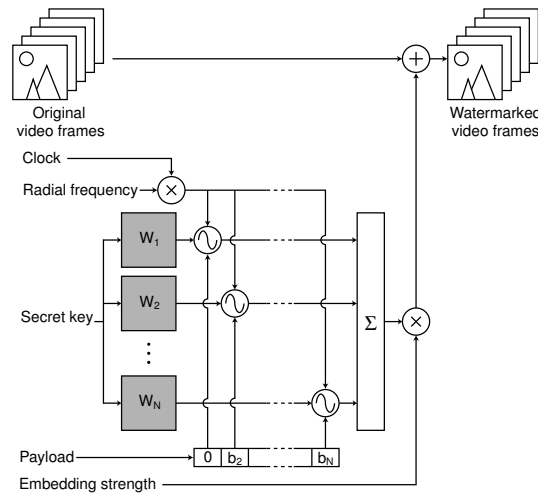 Original
video frames
+
Watermarked
video frames
Clock
Radial frequency
×
W1
W2
Secret key
Σ
×
WN
Payload
0 b2 bN
Embedding strength